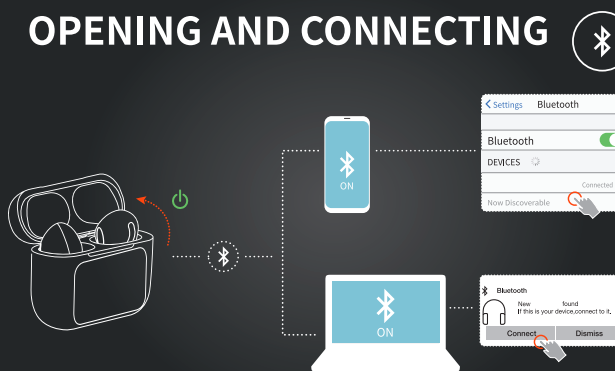 OPENING AND CONNECTING
Settings Bluetooth
Bluetooth
DEVICES
Connected
Now Discoverable
ON
Bluetooth
New found
If this is your device,connect to it.
Connect Dismiss
ON